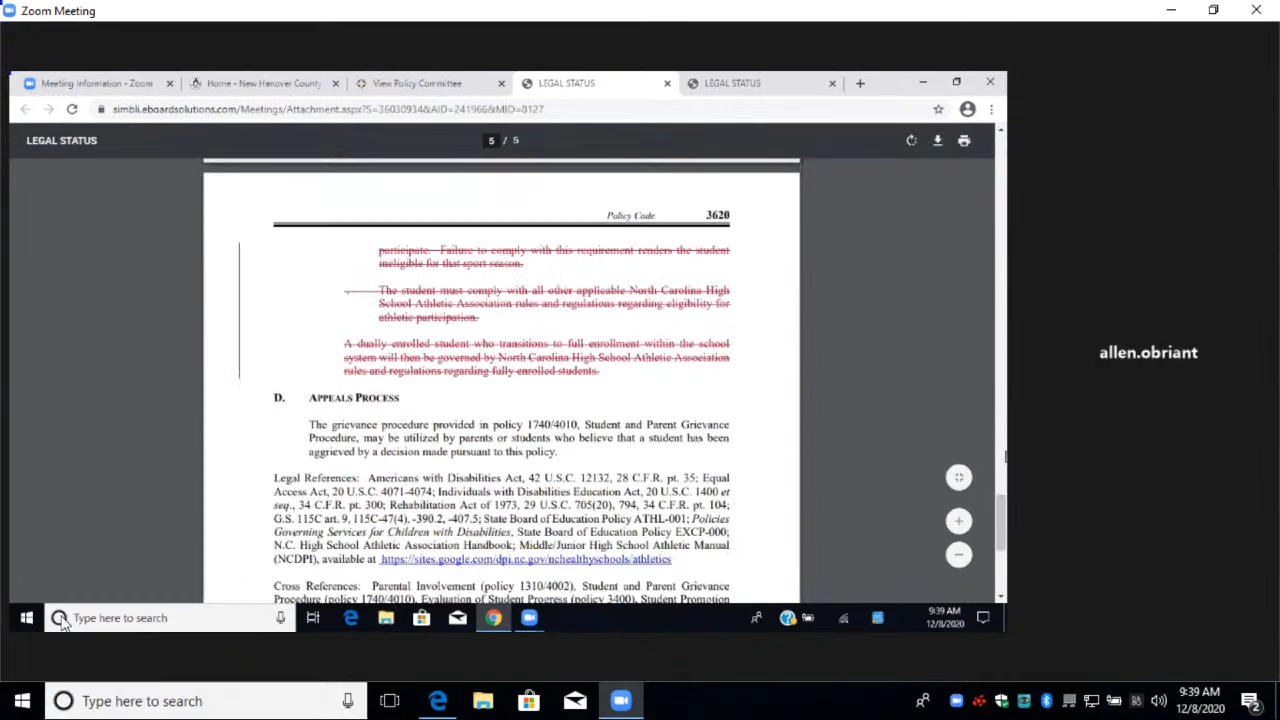 Zoom Meeting
Meeting Information - Zoom
Home - New Hanover County
View Policy Committee
LEGAL STATUS
LEGAL STATUS
simbli.eboardsolutions.com/Meetings/Attachment.aspx?S=36030934&AID=241966&MID=8127
LEGAL STATUS
5 / 5
Policy Code 3620
participate. Failure to comply with this requirement renders the student
ineligible for that sport season.
The student must comply with all other applicable North Carolina High
School Athletic Association rules and regulations regarding eligibility for
athletic participation.
A dually enrolled student who transitions to full enrollment within the school
system will then be governed by North Carolina High School Athletic Association
rules and regulations regarding fully enrolled students.
D. APPEALS PROCESS
The grievance procedure provided in policy 1740/4010, Student and Parent Grievance
Procedure, may be utilized by parents or students who believe that a student has been
aggrieved by a decision made pursuant to this policy.
Legal References: Americans with Disabilities Act, 42 U.S.C. 12132, 28 C.F.R. pt. 35; Equal
Access Act, 20 U.S.C. 4071-4074; Individuals with Disabilities Education Act, 20 U.S.C. 1400 et
seq., 34 C.F.R. pt. 300; Rehabilitation Act of 1973, 29 U.S.C. 705(20), 794, 34 C.F.R. pt. 104;
G.S. 115C art. 9, 115C-47(4), -390.2, -407.5; State Board of Education Policy ATHL-001; Policies
Governing Services for Children with Disabilities, State Board of Education Policy EXCP-000;
N.C. High School Athletic Association Handbook; Middle/Junior High School Athletic Manual
(NCDPI), available at https://sites.google.com/dpi.nc.gov/nchealthyschools/athletics
Cross References: Parental Involvement (policy 1310/4002), Student and Parent Grievance
Procedure (policy 1740/4010), Evaluation of Student Progress (policy 3400), Student Promotion
allen.obriant
Type here to search
9:39 AM
12/8/2020
Type here to search
9:39 AM
12/8/2020
2